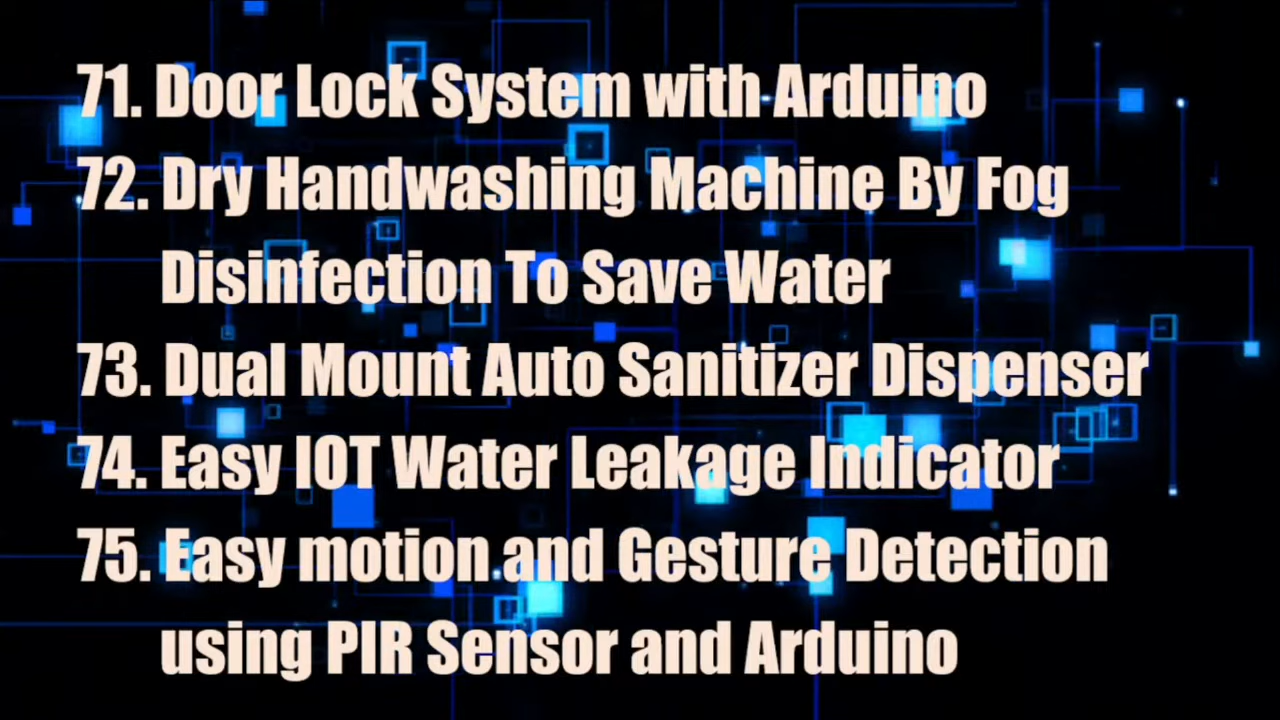 71. Door Lock System with Arduino
72. Dry Handwashing Machine By Fog
Disinfection To Save Water
73. Dual Mount Auto Sanitizer Dispenser
74. Easy IOT Water Leakage Indicator
75. Easy motion and Gesture Detection
using PIR Sensor and Arduino